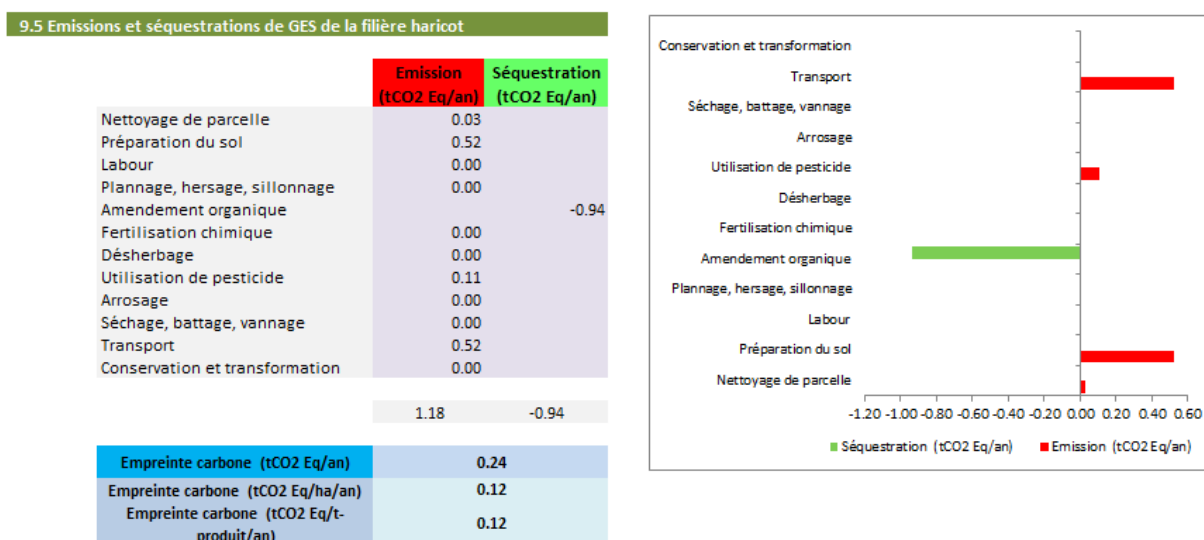 9.5 Emissions et séquestrations de GES de la filière haricot
Emission Séquestration
(tCO2 Eq/an) (tCO2 Eq/an)
Nettoyage de parcelle 0.03
Préparation du sol 0.52
Labour 0.00
Plannage, hersage, sillonnage 0.00
Amendement organique -0.94
Fertilisation chimique 0.00
Désherbage 0.00
Utilisation de pesticide 0.11
Arrosage 0.00
Séchage, battage, vannage 0.00
Transport 0.52
Conservation et transformation 0.00
1.18 -0.94
Empreinte carbone (tCO2 Eq/an) 0.24
Empreinte carbone (tCO2 Eq/ha/an) 0.12
Empreinte carbone (tCO2 Eq/t-
produit/an) 0.12
Conservation et transformation
Transport
Séchage, battage, vannage
Arrosage
Utilisation de pesticide
Désherbage
Fertilisation chimique
Amendement organique
Plannage, hersage, sillonnage
Labour
Préparation du sol
Nettoyage de parcelle
-1.20 -1.00 -0.80 -0.60 -0.40 -0.20 0.00 0.20 0.40 0.60
Séquestration (tCO2 Eq/an) Emission (tCO2 Eq/an)